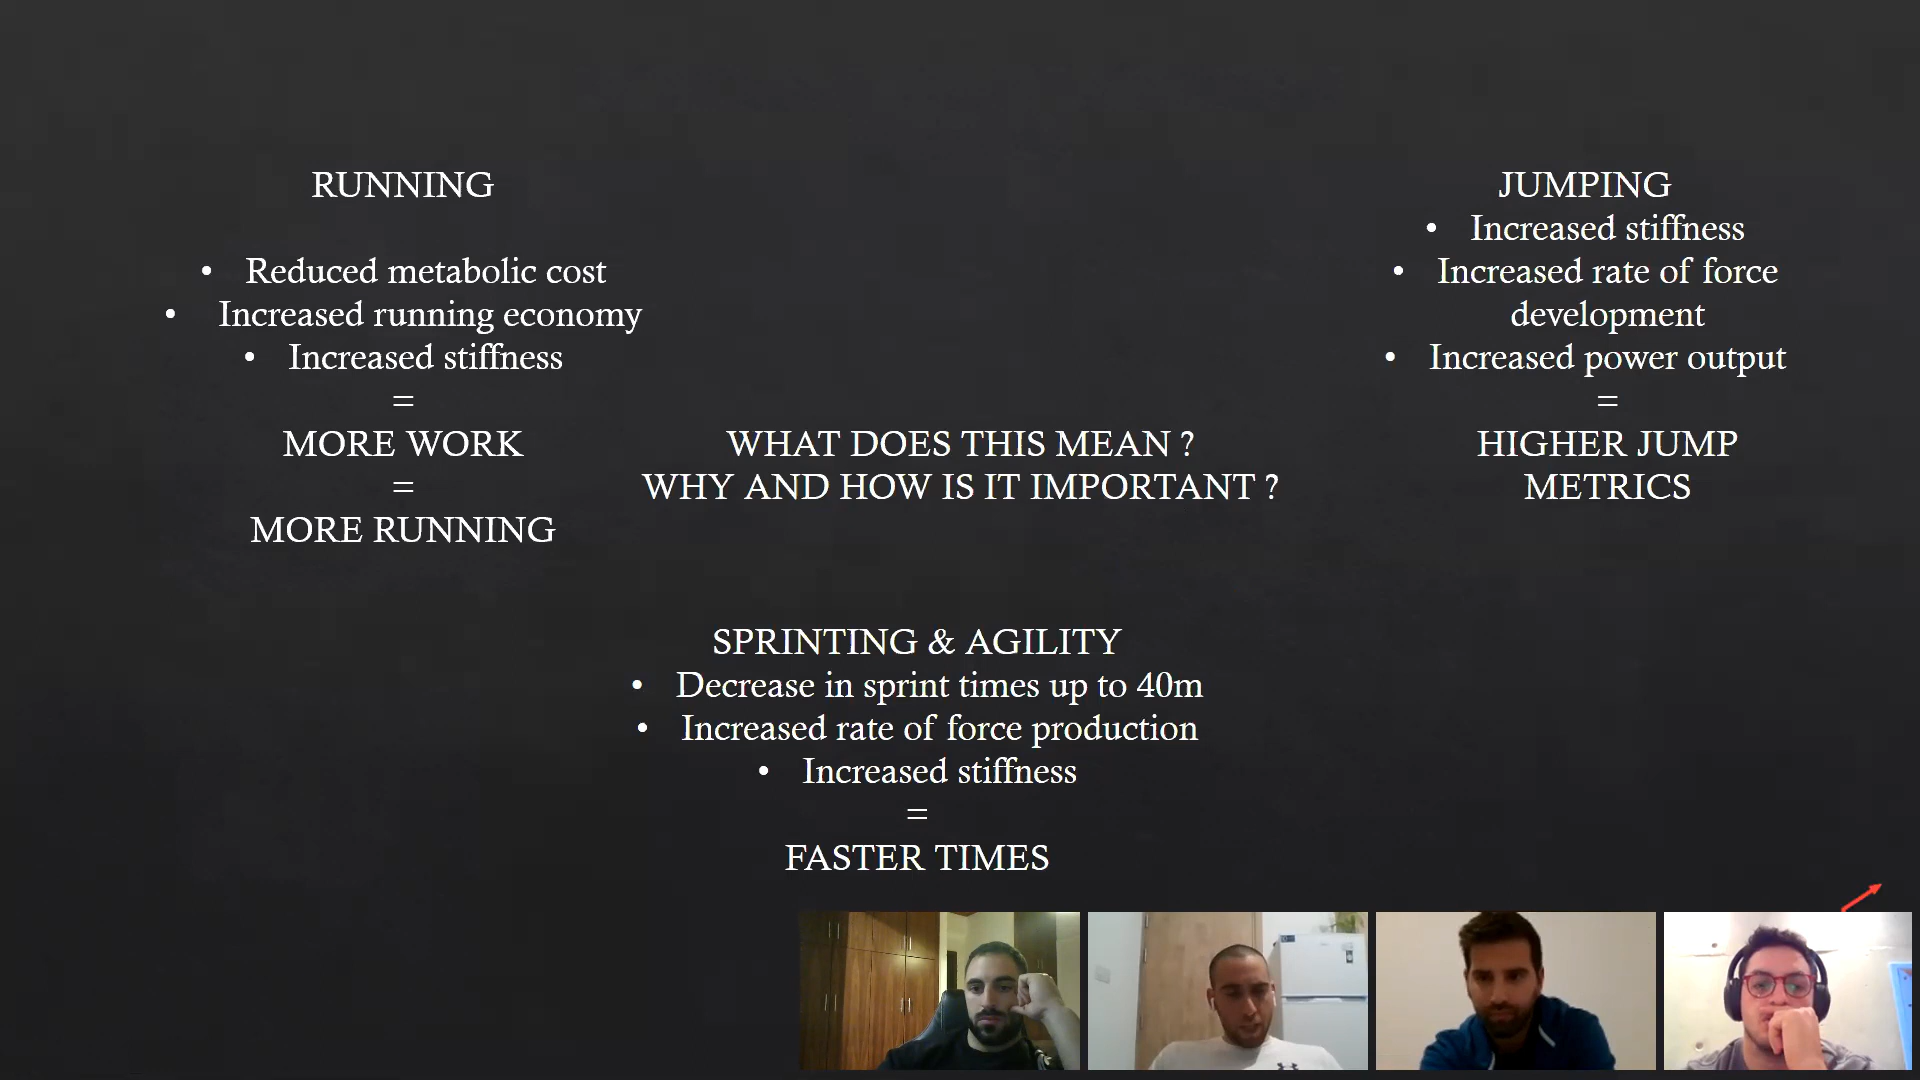 RUNNING
• Reduced metabolic cost
• Increased running economy
• Increased stiffness
=
MORE WORK
=
MORE RUNNING
WHAT DOES THIS MEAN ?
WHY AND HOW IS IT IMPORTANT ?
JUMPING
• Increased stiffness
• Increased rate of force
development
• Increased power output
=
HIGHER JUMP
METRICS
SPRINTING & AGILITY
• Decrease in sprint times up to 40m
• Increased rate of force production
• Increased stiffness
=
FASTER TIMES